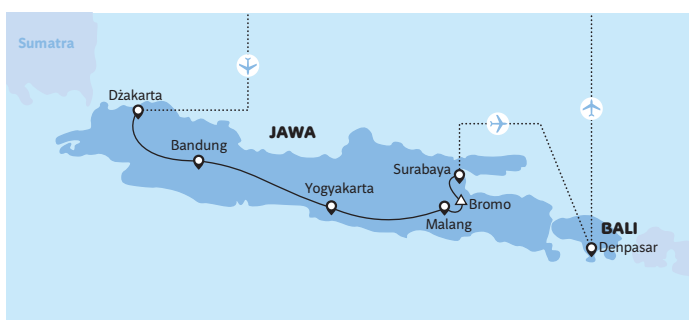 Sumatra
Dżakarta
JAWA
Bandung
Surabaya
Yogyakarta
Bromo
Malang
BALI
Denpasar